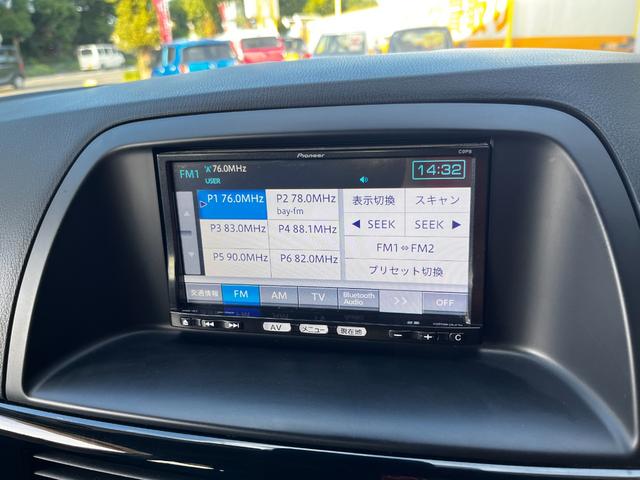 Pioneer C9P8
FM1 76.0MHz 14:32
USER
P1 76.0MHz P2 78.0MHz 表示切換 スキャン
bay-fm
P3 83.0MHz P4 88.1MHz ◀ SEEK SEEK ▶
P5 90.0MHz P6 82.0MHz FM1⇔FM2
プリセット切換
交通情報 FM AM TV Bluetooth Audio >> OFF
AV メニュー 現在地 − + C